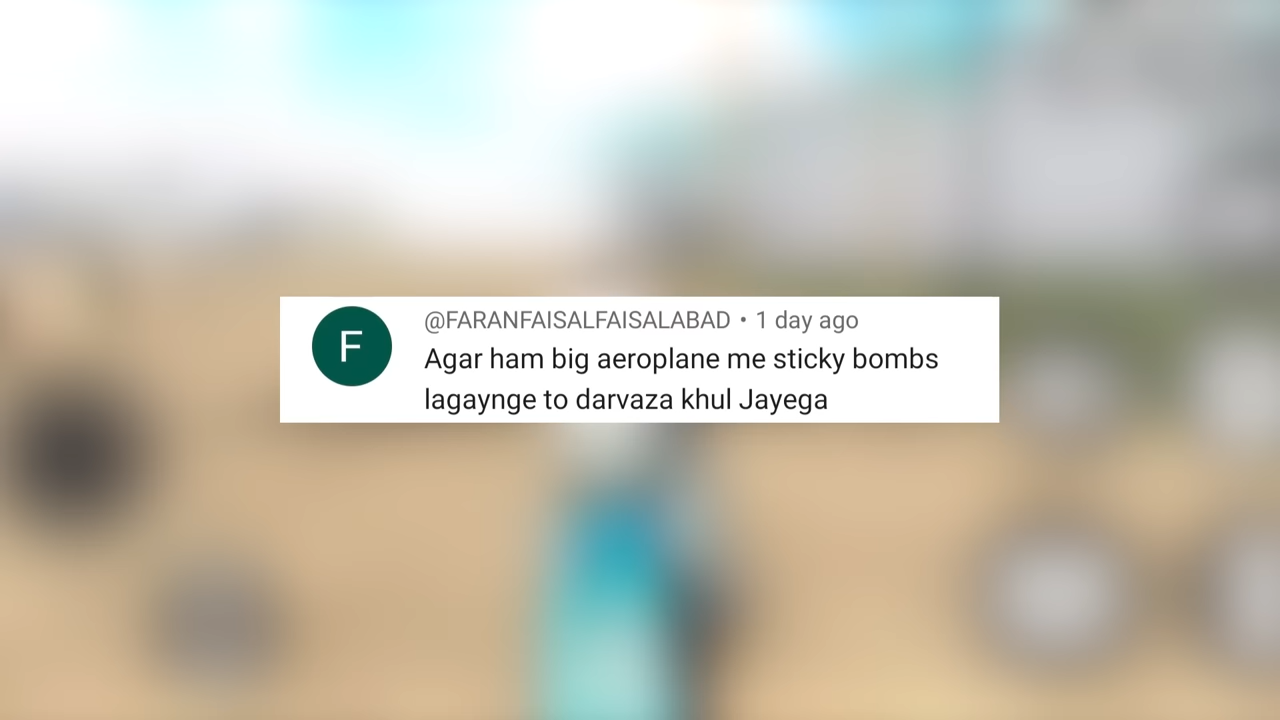 F
@FARANFAISALFAISALABAD • 1 day ago
Agar ham big aeroplane me sticky bombs
lagaynge to darvaza khul Jayega